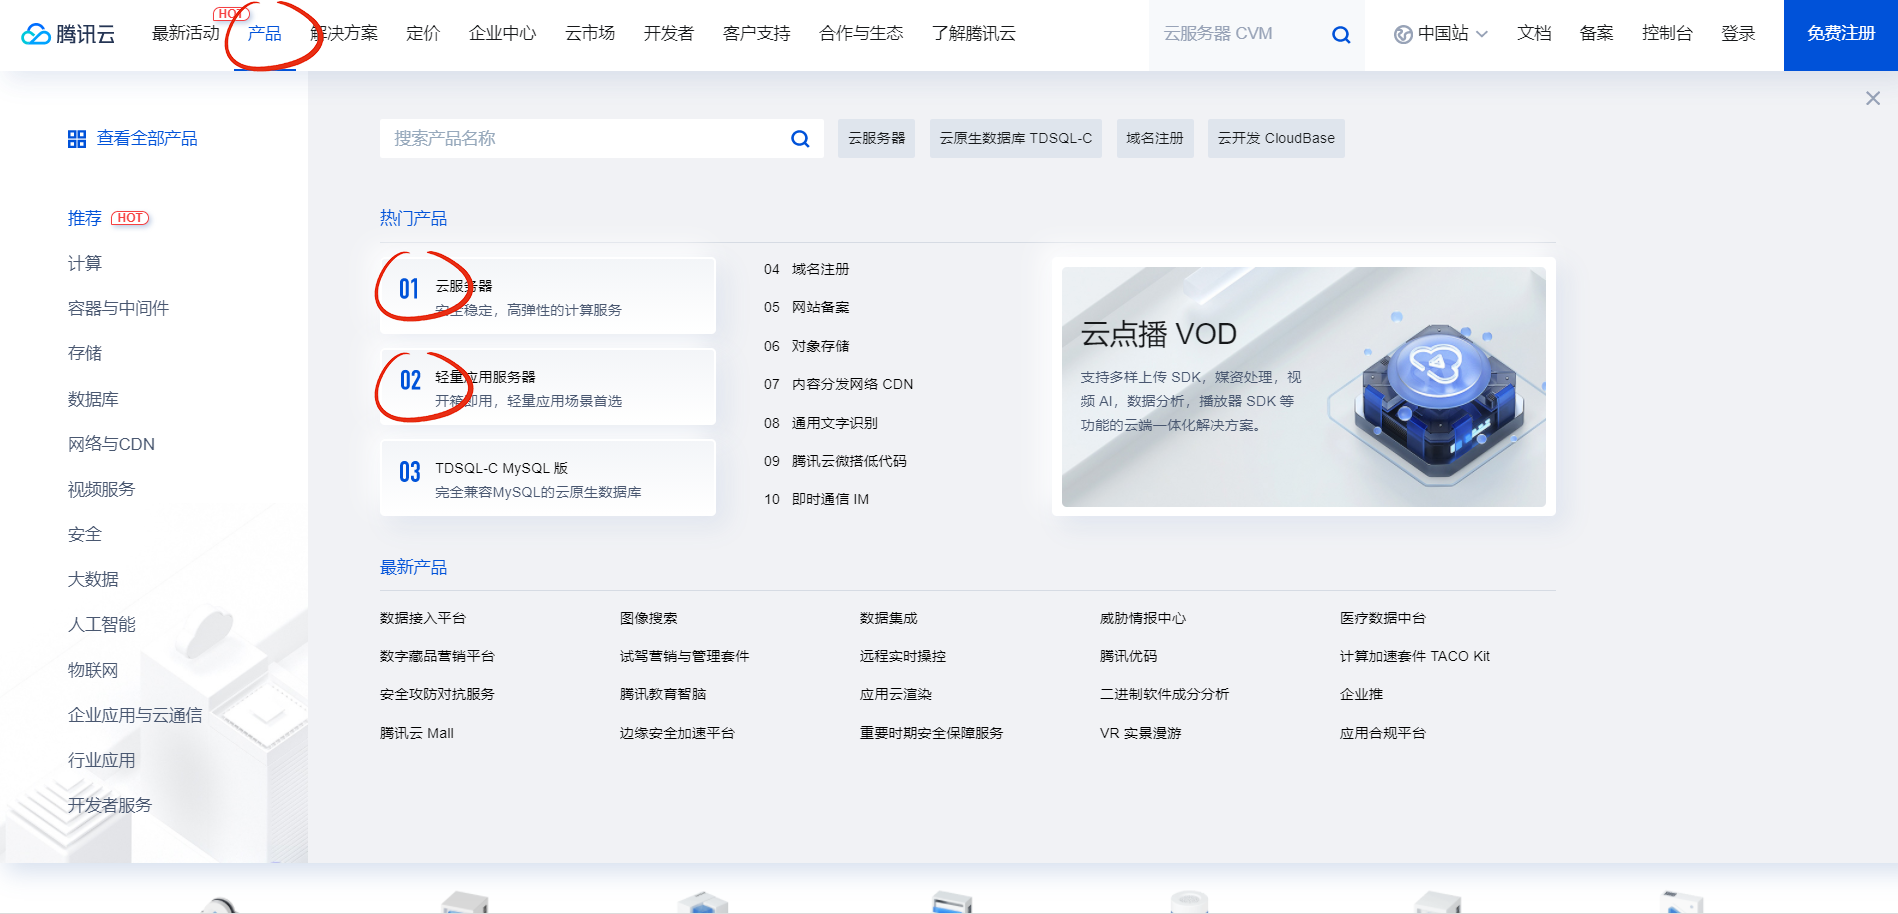 腾讯云 最新活动 HOT 产品 解决方案 定价 企业中心 云市场 开发者 客户支持 合作与生态 了解腾讯云 云服务器 CVM 中国站 文档 备案 控制台 登录 免费注册
查看全部产品
推荐 HOT
计算
容器与中间件
存储
数据库
网络与CDN
视频服务
安全
大数据
人工智能
物联网
企业应用与云通信
行业应用
开发者服务
搜索产品名称 云服务器 云原生数据库 TDSQL-C 域名注册 云开发 CloudBase
热门产品
01 云服务器
安全稳定，高弹性的计算服务
02 轻量应用服务器
开箱即用，轻量应用场景首选
03 TDSQL-C MySQL 版
完全兼容MySQL的云原生数据库
04 域名注册
05 网站备案
06 对象存储
07 内容分发网络 CDN
08 通用文字识别
09 腾讯云微搭低代码
10 即时通信 IM
云点播 VOD
支持多样上传 SDK，媒资处理，视
频 AI，数据分析，播放器 SDK 等
功能的云端一体化解决方案。
最新产品
数据接入平台 图像搜索 数据集成 威胁情报中心 医疗数据中台
数字藏品营销平台 试驾营销与管理套件 远程实时操控 腾讯优码 计算加速套件 TACO Kit
安全攻防对抗服务 腾讯教育智脑 应用云渲染 二进制软件成分分析 企业推
腾讯云 Mall 边缘安全加速平台 重要时期安全保障服务 VR 实景漫游 应用合规平台